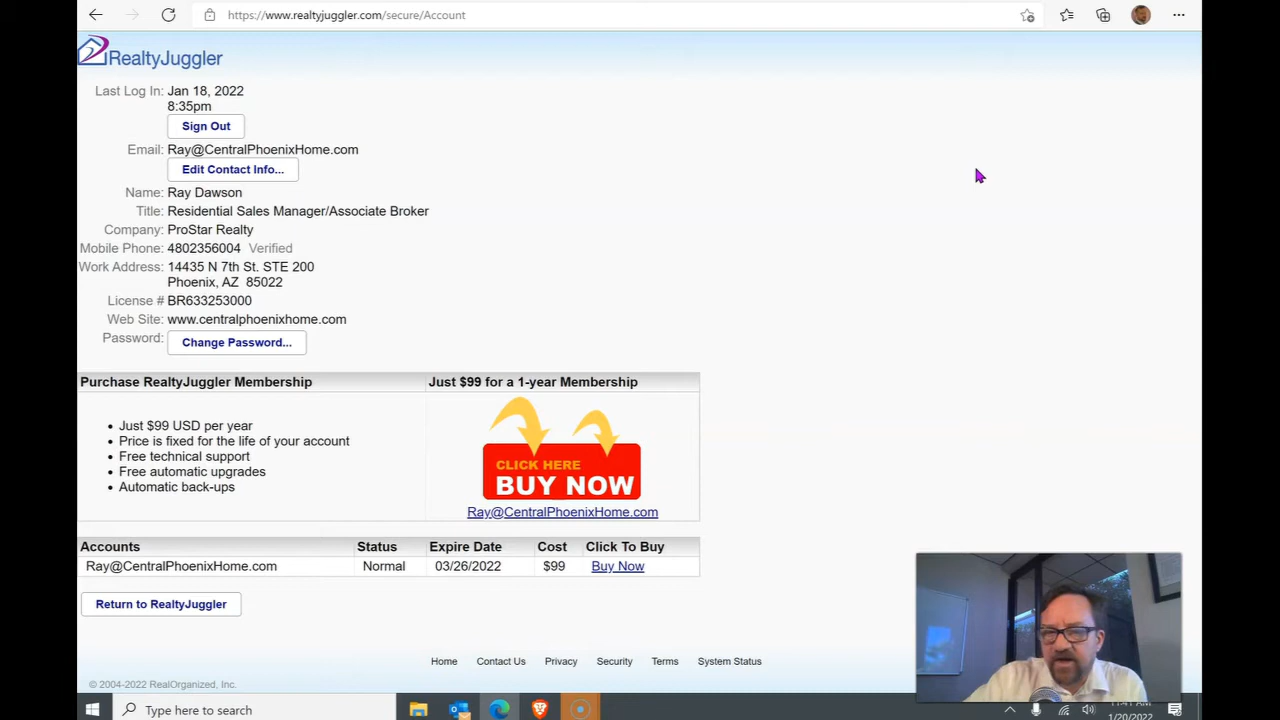 https://www.realtyjuggler.com/secure/Account
RealtyJuggler
Last Log In: Jan 18, 2022
8:35pm
Sign Out
Email: Ray@CentralPhoenixHome.com
Edit Contact Info...
Name: Ray Dawson
Title: Residential Sales Manager/Associate Broker
Company: ProStar Realty
Mobile Phone: 4802356004 Verified
Work Address: 14435 N 7th St. STE 200
Phoenix, AZ 85022
License # BR633253000
Web Site: www.centralphoenixhome.com
Password: Change Password...
Purchase RealtyJuggler Membership Just $99 for a 1-year Membership
• Just $99 USD per year
• Price is fixed for the life of your account
• Free technical support
• Free automatic upgrades
• Automatic back-ups
CLICK HERE
BUY NOW
Ray@CentralPhoenixHome.com
Accounts Status Expire Date Cost Click To Buy
Ray@CentralPhoenixHome.com Normal 03/26/2022 $99 Buy Now
Return to RealtyJuggler
Home Contact Us Privacy Security Terms System Status
© 2004-2022 RealOrganized, Inc.
Type here to search
1/20/2022